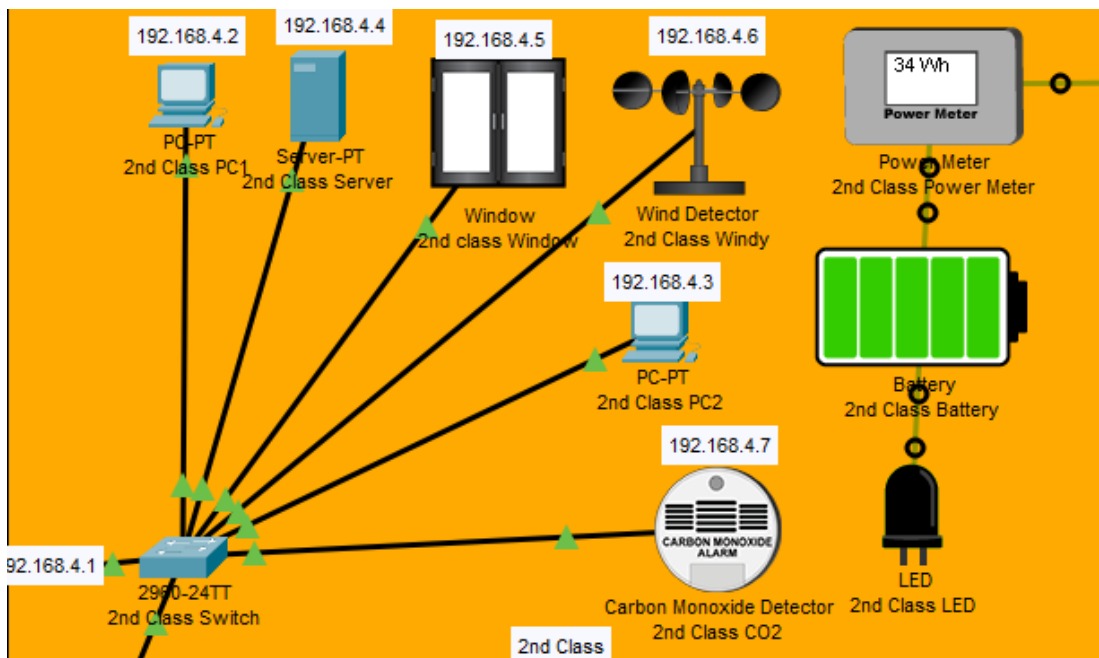 192.168.4.2
192.168.4.4
192.168.4.5
192.168.4.6
34 Wh
Power Meter
PC-PT
2nd Class PC1
Server-PT
2nd Class Server
Window
2nd class Window
Wind Detector
2nd Class Windy
Power Meter
2nd Class Power Meter
192.168.4.3
PC-PT
2nd Class PC2
Battery
2nd Class Battery
192.168.4.7
CARBON MONOXIDE
ALARM
Carbon Monoxide Detector
2nd Class CO2
LED
2nd Class LED
92.168.4.1
2960-24TT
2nd Class Switch
2nd Class